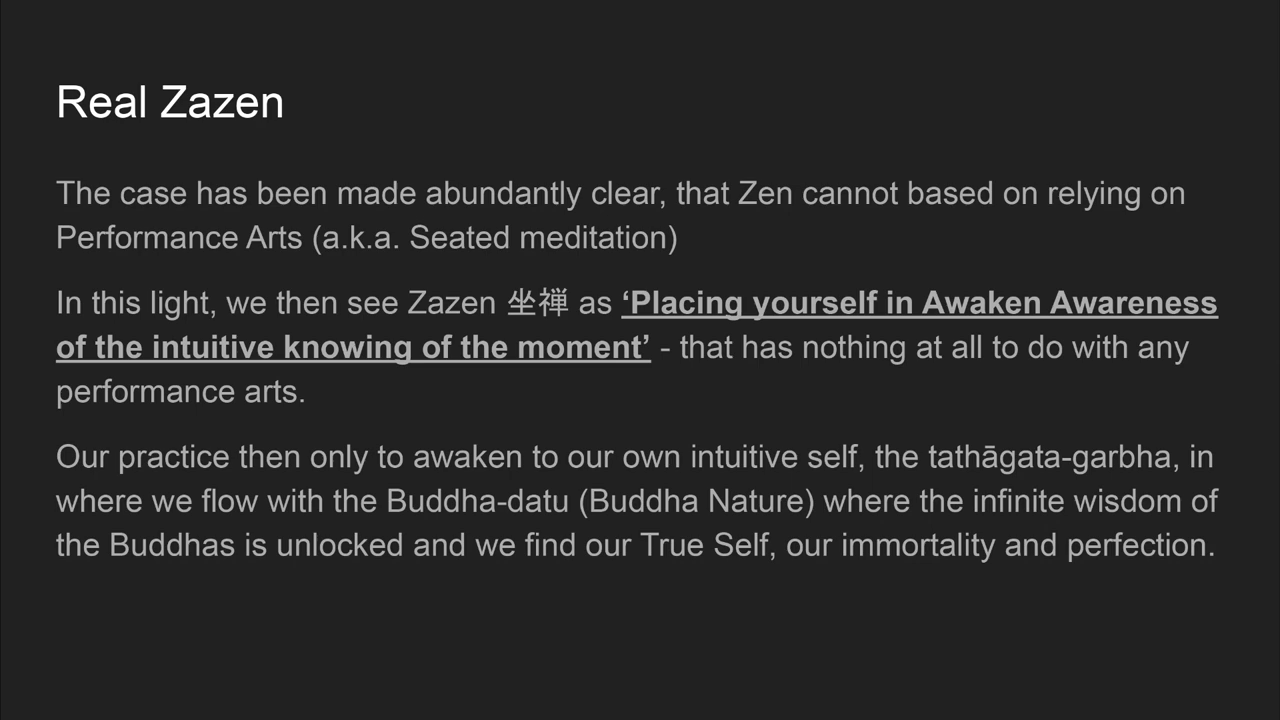 Real Zazen
The case has been made abundantly clear, that Zen cannot based on relying on
Performance Arts (a.k.a. Seated meditation)
In this light, we then see Zazen 坐禅 as ‘Placing yourself in Awaken Awareness
of the intuitive knowing of the moment’ - that has nothing at all to do with any
performance arts.
Our practice then only to awaken to our own intuitive self, the tathāgata-garbha, in
where we flow with the Buddha-datu (Buddha Nature) where the infinite wisdom of
the Buddhas is unlocked and we find our True Self, our immortality and perfection.